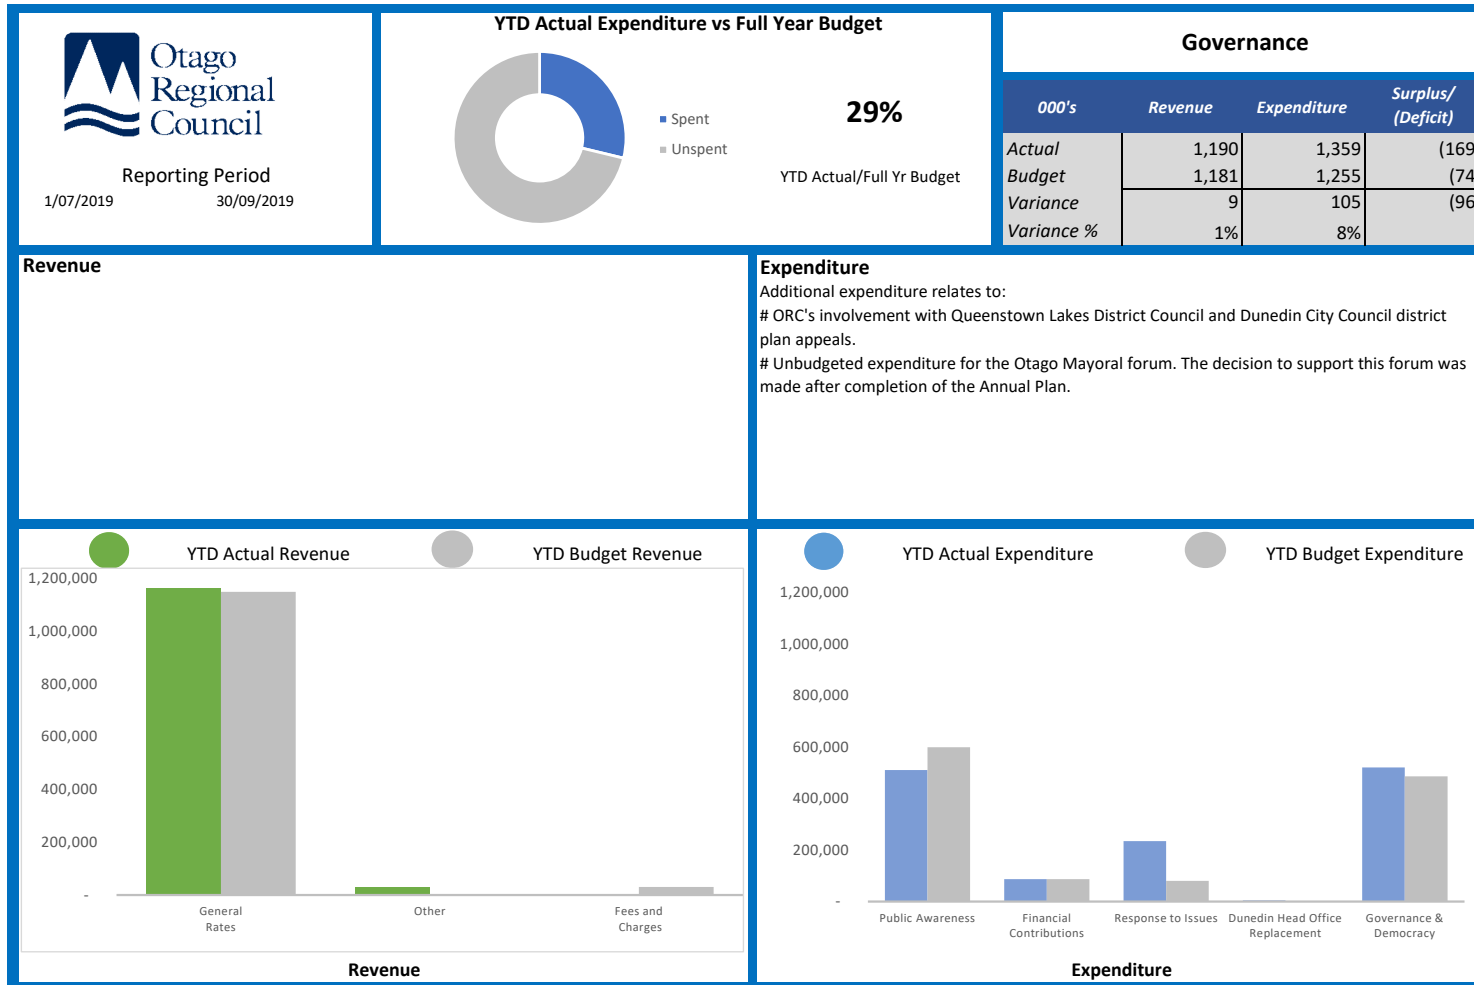 Otago
Regional
Council
Reporting Period
1/07/2019 30/09/2019
YTD Actual Expenditure vs Full Year Budget
Spent
Unspent
29%
YTD Actual/Full Yr Budget
Governance
000's Revenue Expenditure Surplus/
(Deficit)
Actual 1,190 1,359 (169
Budget 1,181 1,255 (74
Variance 9 105 (96
Variance % 1% 8%
Revenue
Expenditure
Additional expenditure relates to:
# ORC's involvement with Queenstown Lakes District Council and Dunedin City Council district
plan appeals.
# Unbudgeted expenditure for the Otago Mayoral forum. The decision to support this forum was
made after completion of the Annual Plan.
YTD Actual Revenue YTD Budget Revenue
1,200,000
1,000,000
800,000
600,000
400,000
200,000
-
General
Rates
Other
Fees and
Charges
Revenue
YTD Actual Expenditure YTD Budget Expenditure
1,200,000
1,000,000
800,000
600,000
400,000
200,000
-
Public Awareness
Financial
Contributions
Response to Issues
Dunedin Head Office
Replacement
Governance &
Democracy
Expenditure